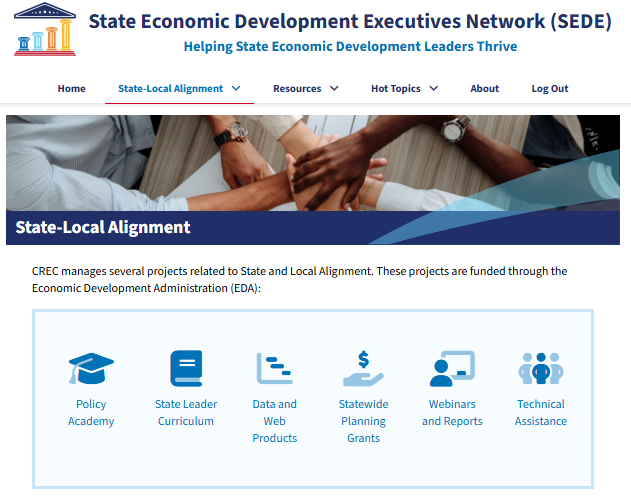 State Economic Development Executives Network (SEDE)
Helping State Economic Development Leaders Thrive
Home State-Local Alignment Resources Hot Topics About Log Out
State-Local Alignment
CREC manages several projects related to State and Local Alignment. These projects are funded through the
Economic Development Administration (EDA):
Policy
Academy
State Leader
Curriculum
Data and
Web
Products
Statewide
Planning
Grants
Webinars
and Reports
Technical
Assistance